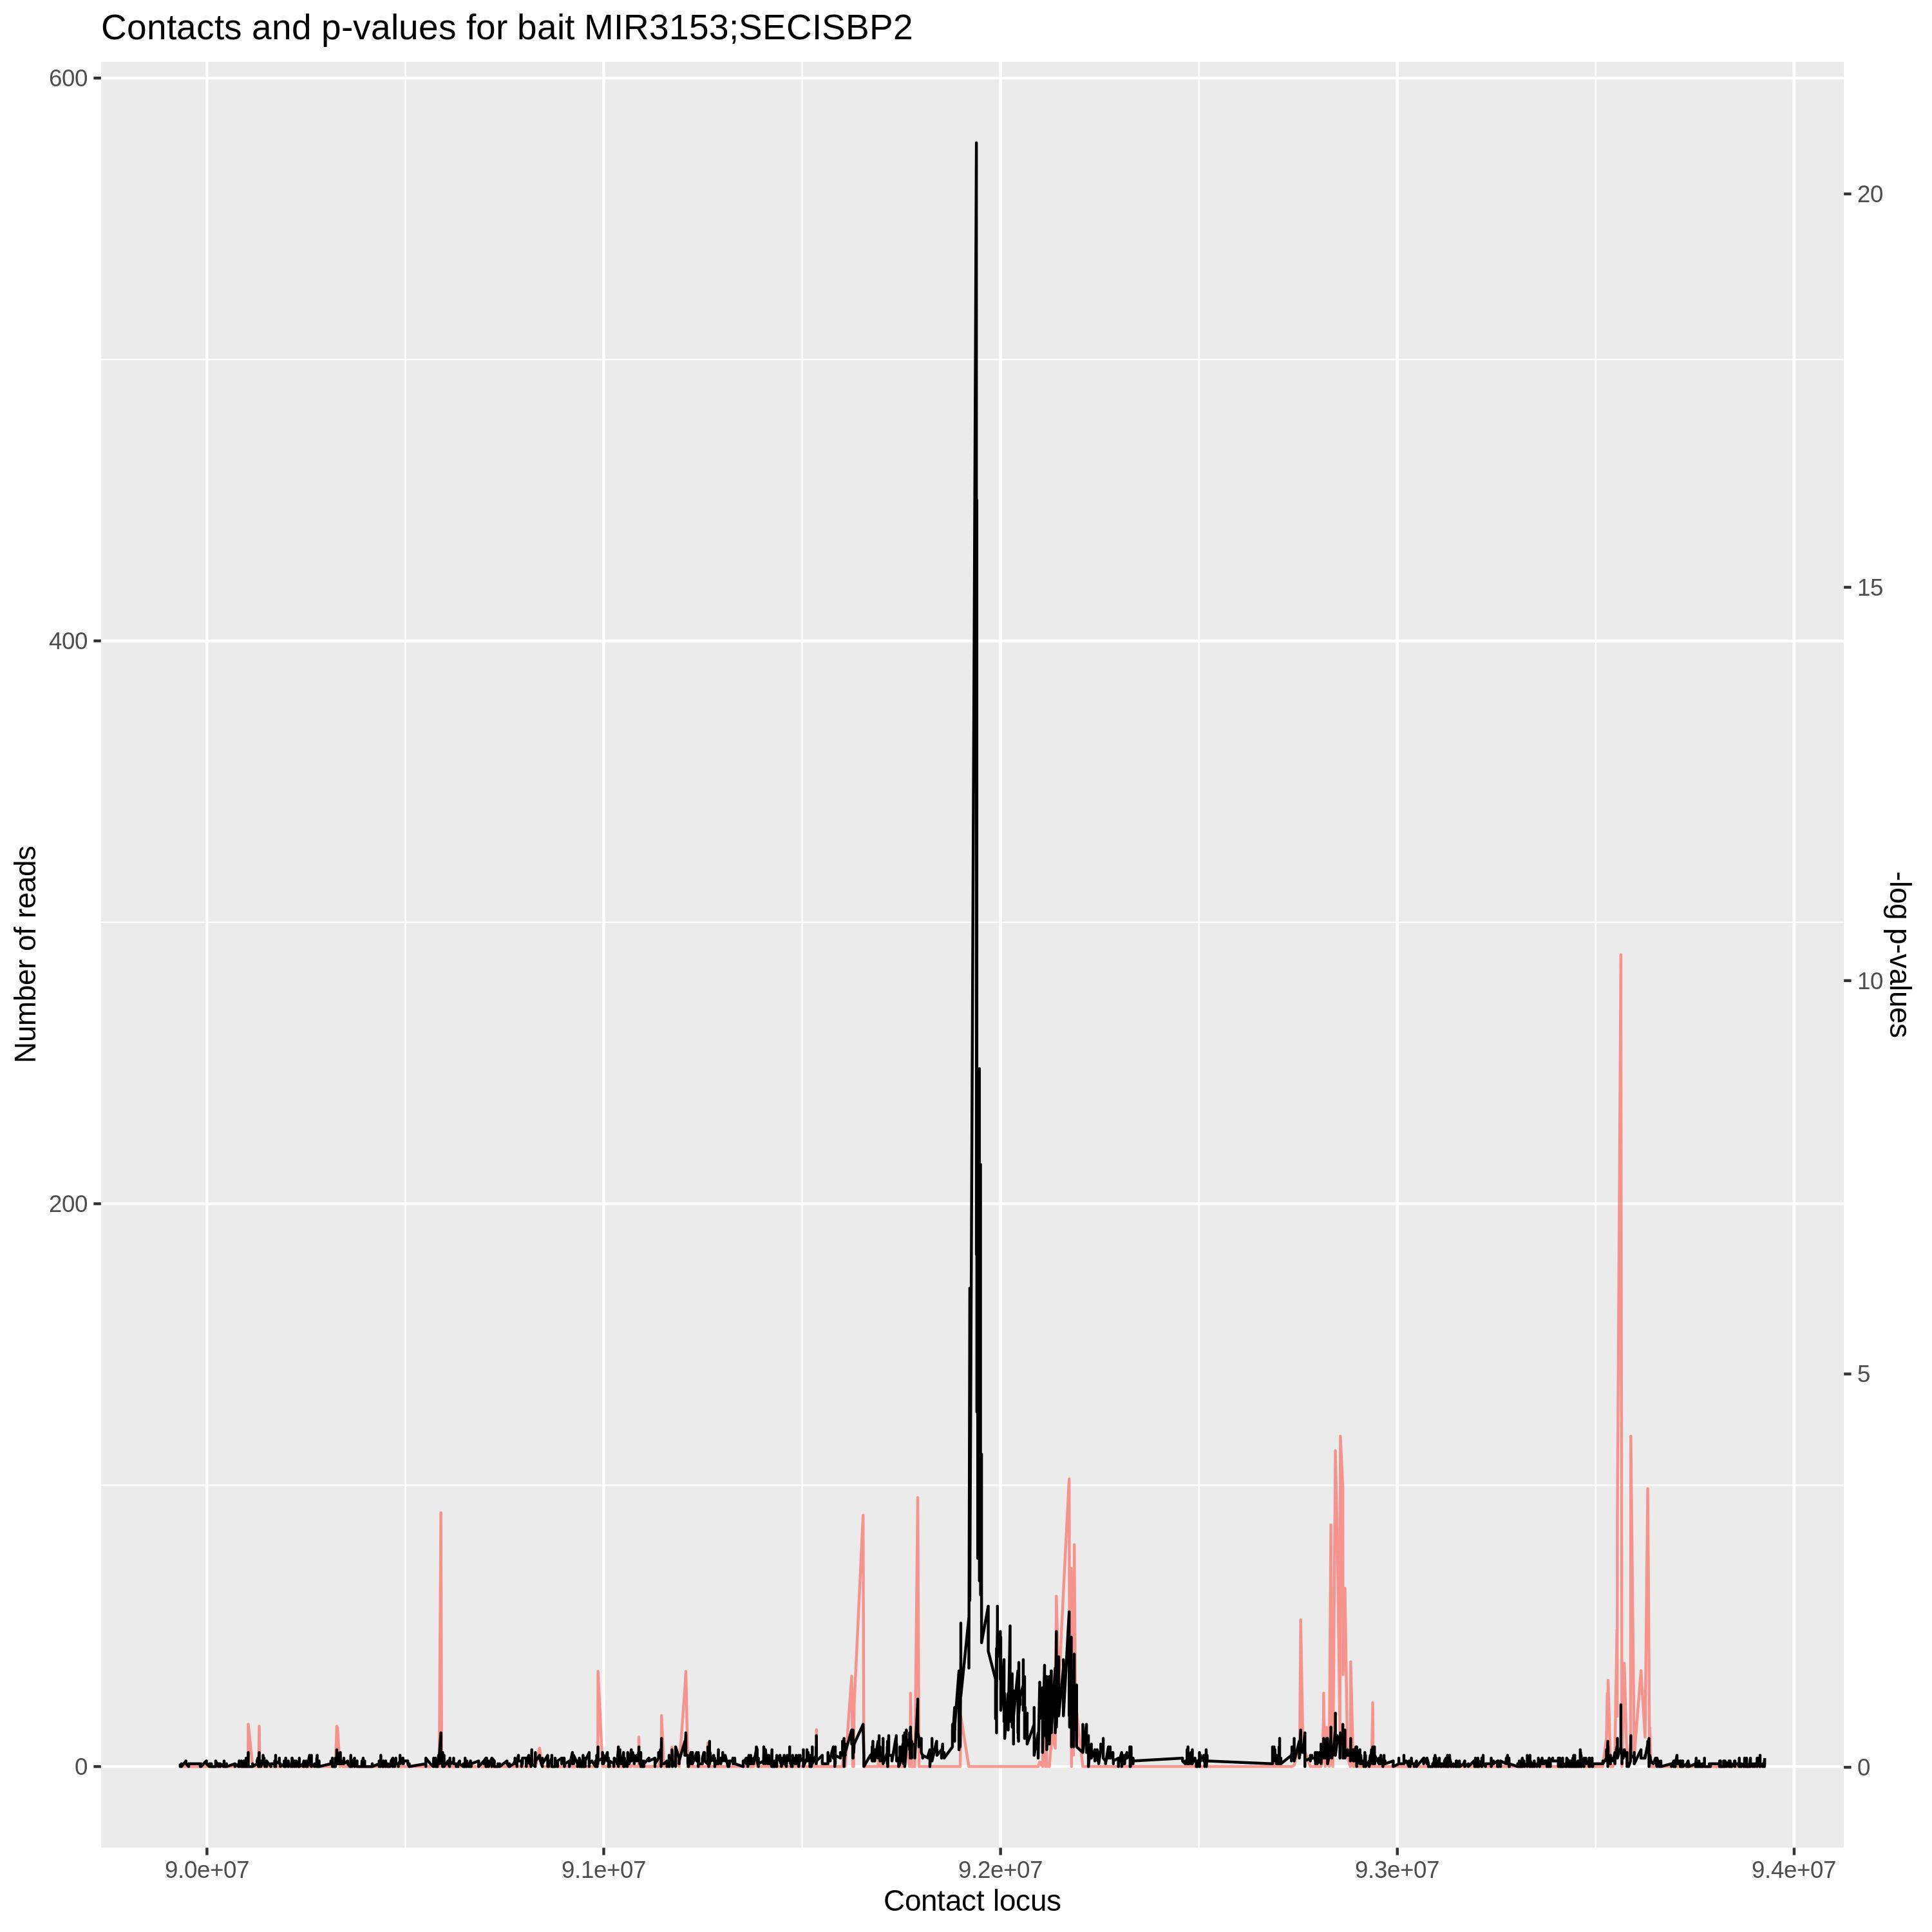 Contacts and p-values for bait MIR3153;SECISBP2
600
400
200
0
Number of reads
20
15
10
5
0
-log p-values
9.0e+07
9.1e+07
9.2e+07
9.3e+07
9.4e+07
Contact locus